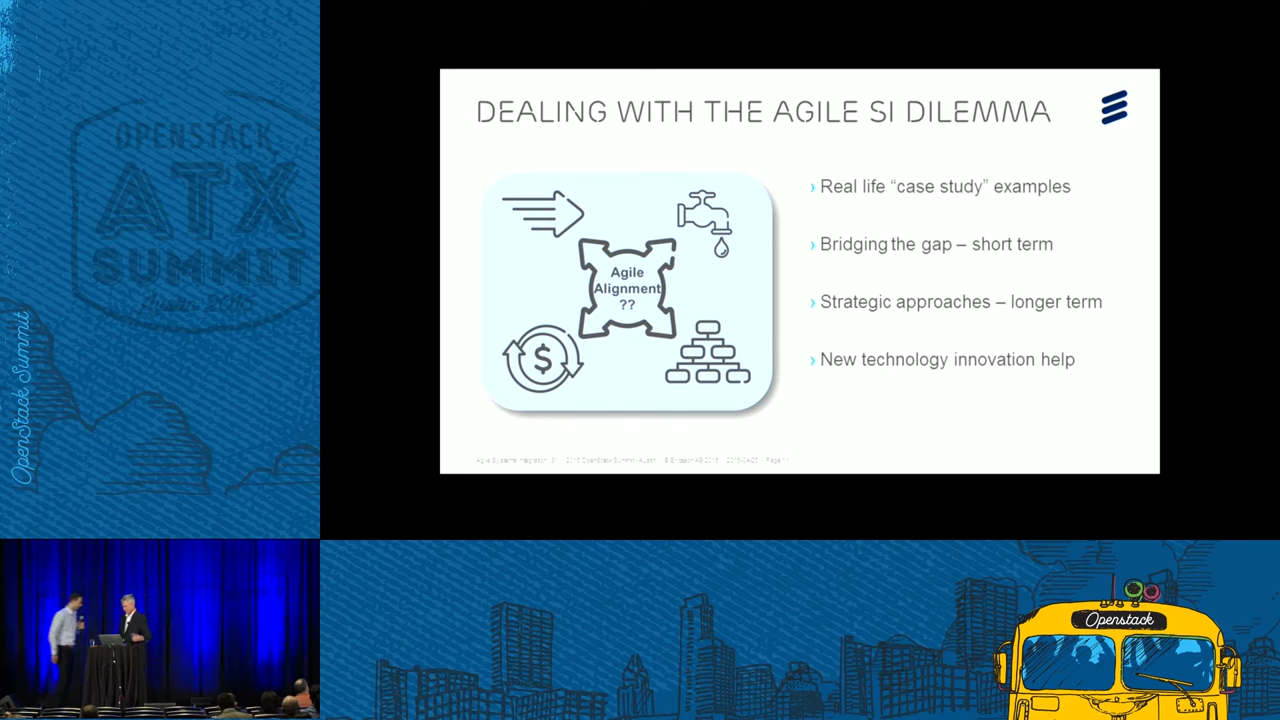 OPENSTACK
ATX
SUMMIT
Austin 2016
OpenStack Summit
DEALING WITH THE AGILE SI DILEMMA
Agile
Alignment
??
$
› Real life “case study” examples
› Bridging the gap – short term
› Strategic approaches – longer term
› New technology innovation help
Openstack